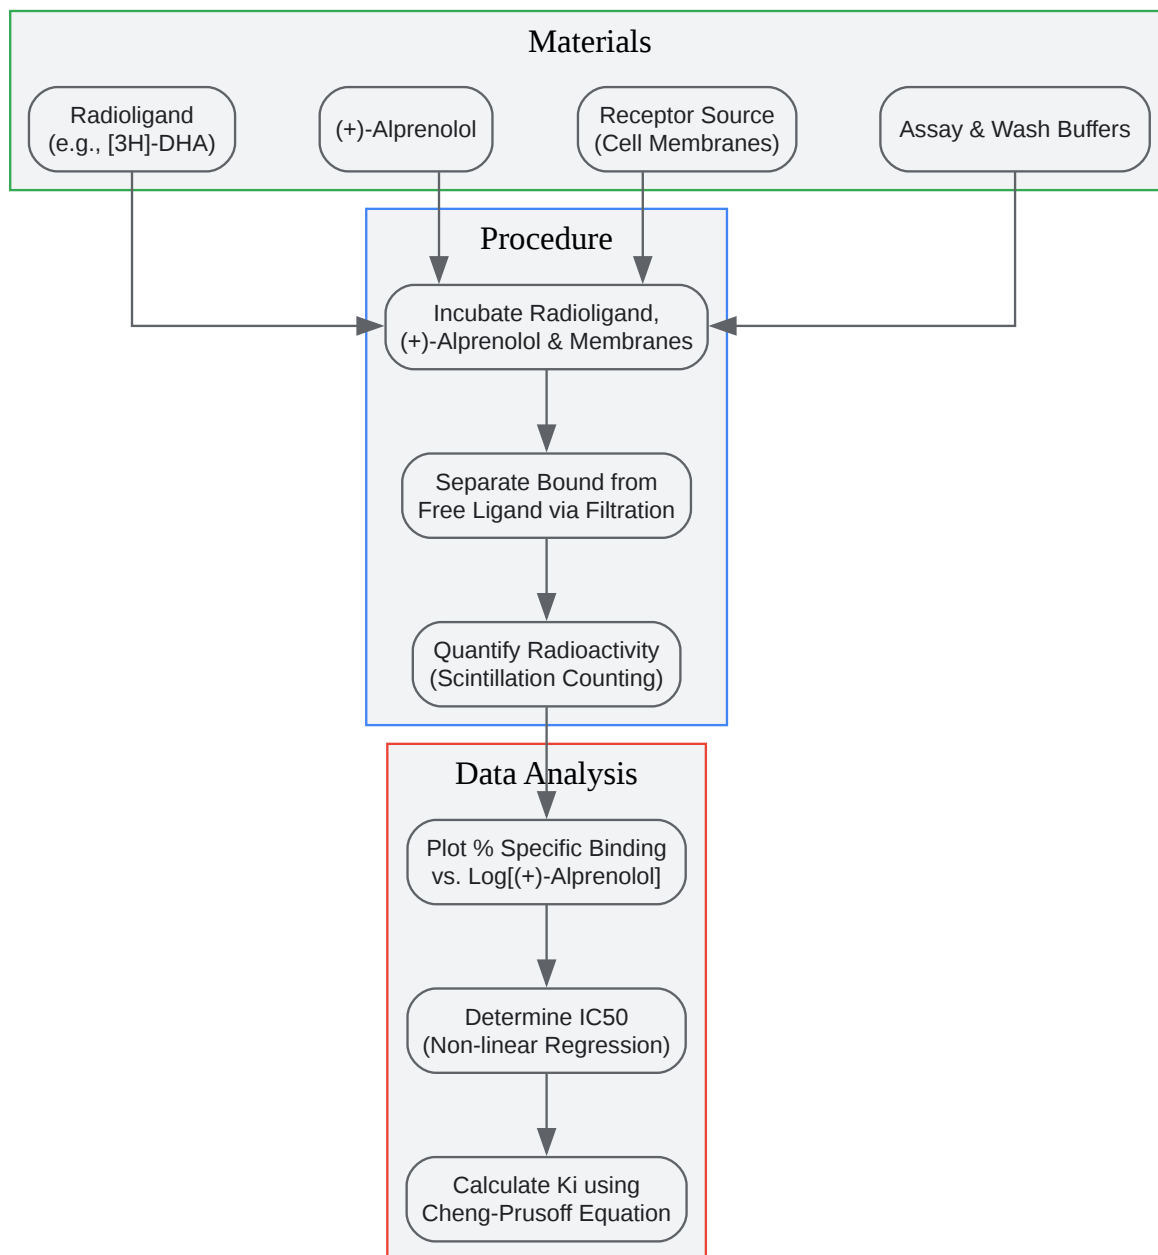 Materials
Radioligand
(e.g., [3H]-DHA)
(+)-Alprenolol
Receptor Source
(Cell Membranes)
Assay & Wash Buffers
Procedure
Incubate Radioligand,
(+)-Alprenolol & Membranes
Separate Bound from
Free Ligand via Filtration
Quantify Radioactivity
(Scintillation Counting)
Data Analysis
Plot % Specific Binding
vs. Log[(+)-Alprenolol]
Determine IC50
(Non-linear Regression)
Calculate Ki using
Cheng-Prusoff Equation